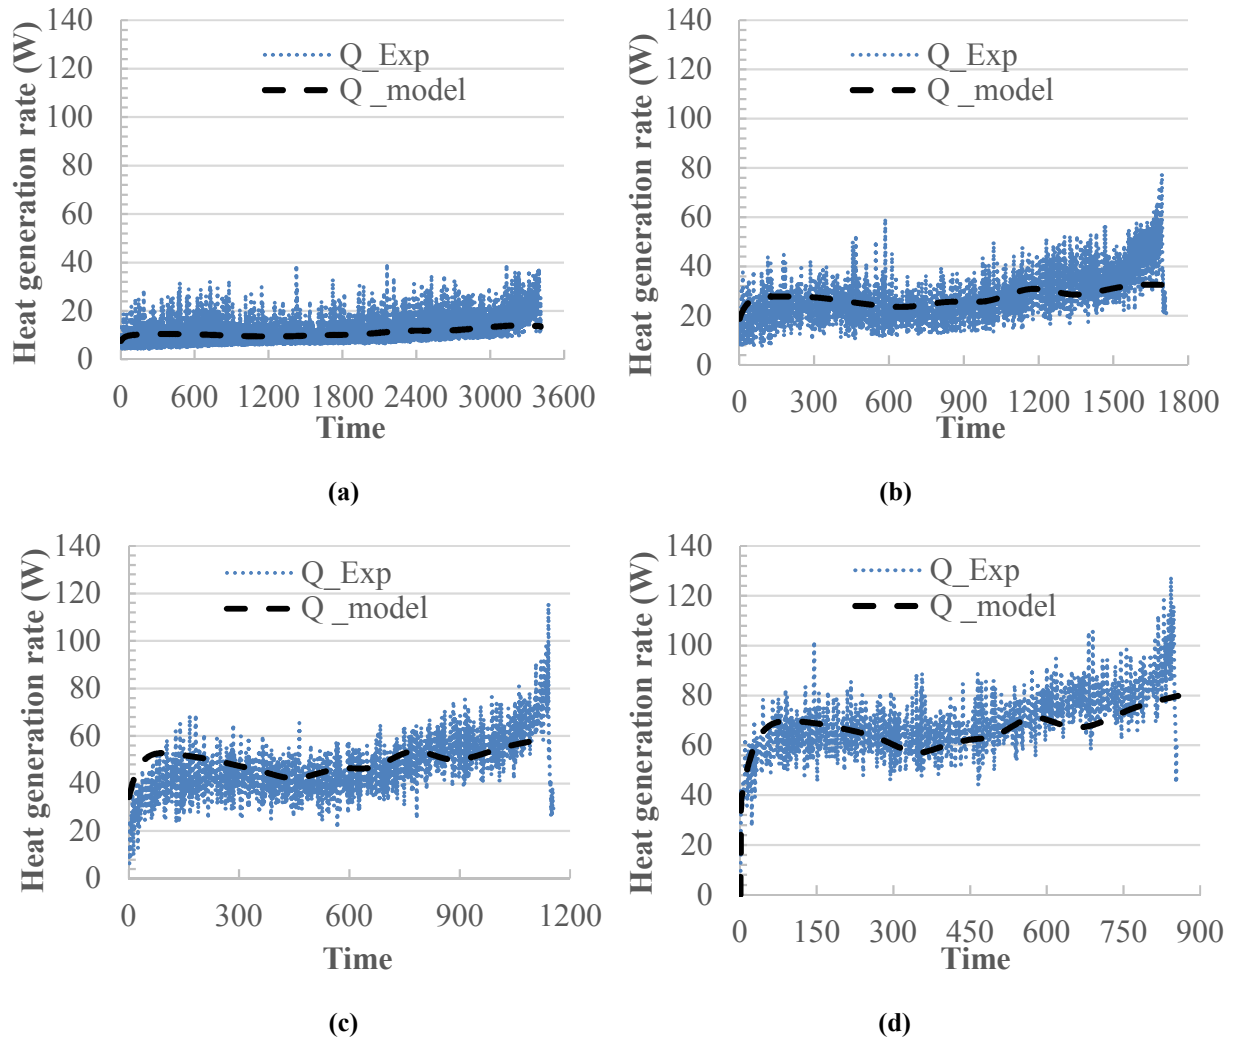 Heat generation rate (W)
140
120
100
80
60
40
20
0
Q_Exp
Q _model
0 600 1200 1800 2400 3000 3600
Time
(a)
Heat generation rate (W)
140
120
100
80
60
40
20
0
Q_Exp
Q _model
0 300 600 900 1200 1500 1800
Time
(b)
Heat generation rate (W)
140
120
100
80
60
40
20
0
Q_Exp
Q _model
0 300 600 900 1200
Time
(c)
Heat generation rate (W)
140
120
100
80
60
40
20
0
Q_Exp
Q _model
0 150 300 450 600 750 900
Time
(d)